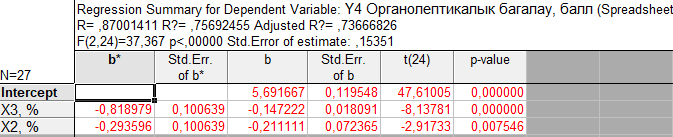 Regression Summary for Dependent Variable: Y4 Органолептикалык багалау, балл (Spreadsheet
R= ,87001411 R?= ,75692455 Adjusted R?= ,73666826
F(2,24)=37,367 p<,00000 Std.Error of estimate: ,15351
N=27 b* Std.Err. of b* b Std.Err. of b t(24) p-value
Intercept 5,691667 0,119548 47,61005 0,000000
X3, % -0,818979 0,100639 -0,147222 0,018091 -8,13781 0,000000
X2, % -0,293596 0,100639 -0,211111 0,072365 -2,91733 0,007546